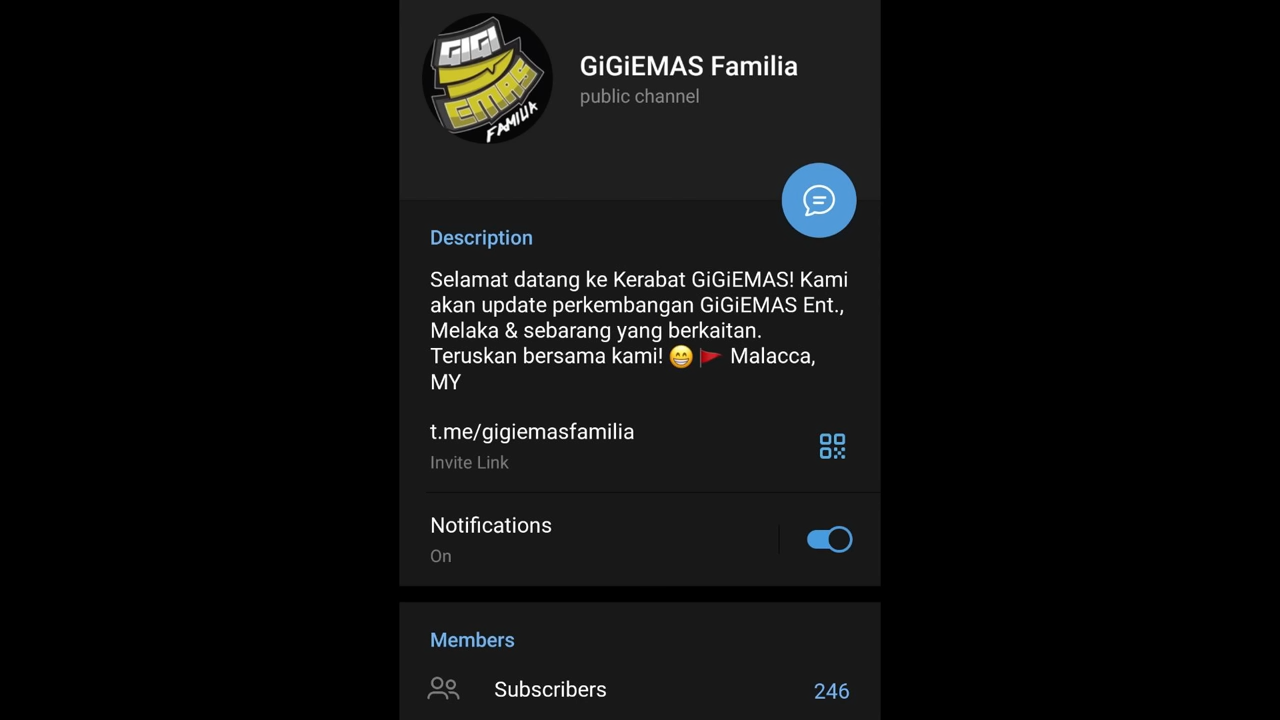 GIGI
EMAS
FAMILIA
GiGiEMAS Familia
public channel
Description
Selamat datang ke Kerabat GiGiEMAS! Kami
akan update perkembangan GiGiEMAS Ent.,
Melaka & sebarang yang berkaitan.
Teruskan bersama kami! 😁 🚩 Malacca,
MY
t.me/gigiemasfamilia
Invite Link
Notifications
On
Members
Subscribers
246